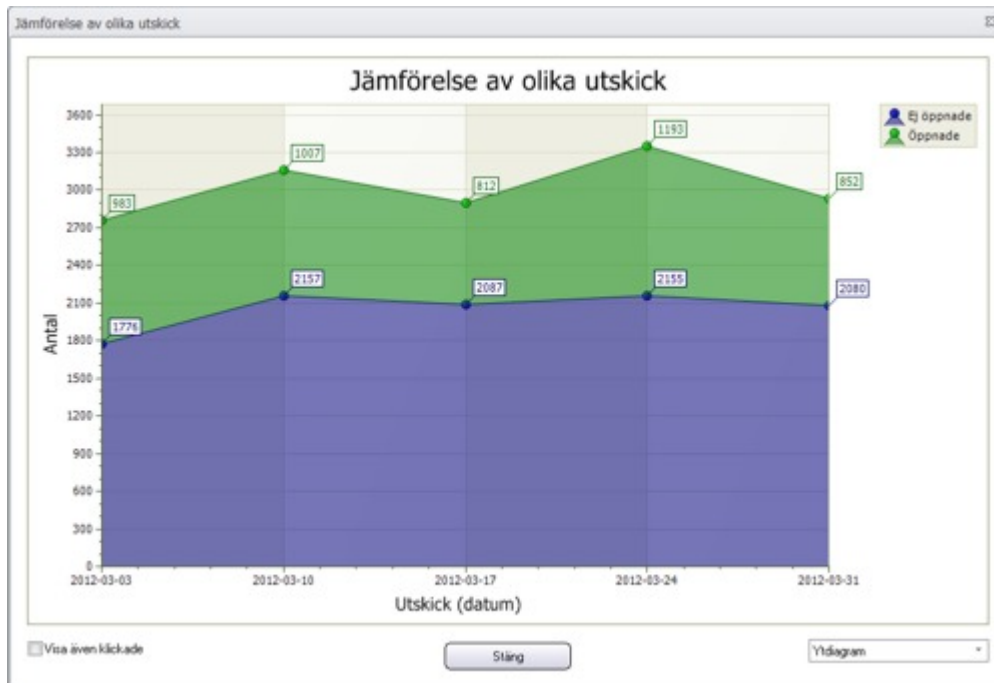 Jämförelse av olika utskick
Jämförelse av olika utskick
Ej öppnade
Öppnade
Antal
3600
3300
3000
2700
2400
2100
1800
1500
1200
900
600
300
0
983
1007
812
1193
852
1776
2157
2087
2155
2080
2012-03-03 2012-03-10 2012-03-17 2012-03-24 2012-03-31
Utskick (datum)
Visa även klickade
Stäng
Ytdiagram